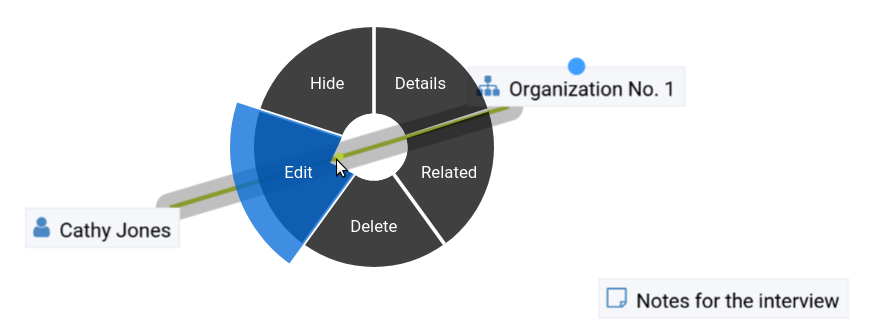 Hide
Details
Organization No. 1
Edit
Related
Delete
Cathy Jones
Notes for the interview